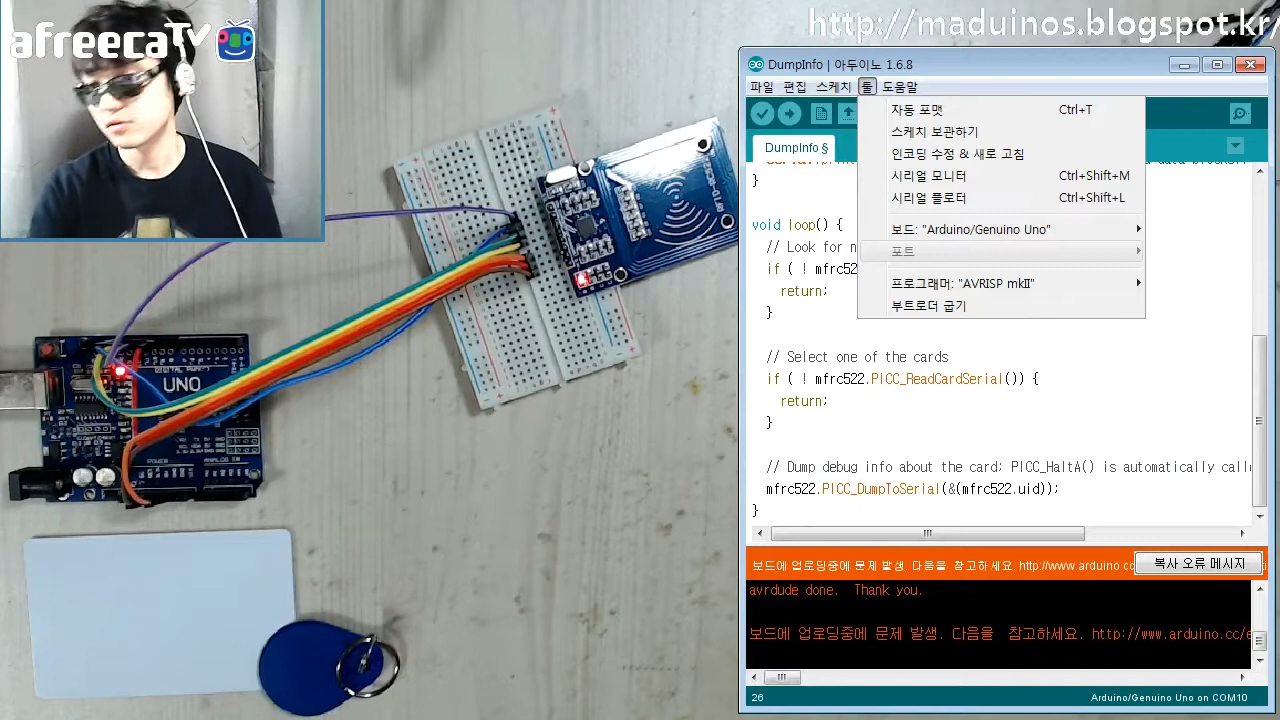 afreecaTV
http://maduinos.blogspot.kr/
DumpInfo | 아두이노 1.6.8
파일 편집 스케치 툴 도움말
자동 포맷 Ctrl+T
스케치 보관하기
인코딩 수정 & 새로 고침
시리얼 모니터 Ctrl+Shift+M
시리얼 플로터 Ctrl+Shift+L
보드: "Arduino/Genuino Uno"
포트
프로그래머: "AVRISP mkII"
부트로더 굽기
DumpInfo §
}
void loop() {
// Look for
if ( ! mfrc52
return;
}
// Select one of the cards
if mfrc522.PICC_ReadCardSerial()) {
return;
}
// Dump about the card; PICC_HaltA() is automatically call
mfrc522.PICC_DumpToSerial(&(mfrc522.uid));
}
보드에 업로딩중에 문제 발생. 다음을 참고하세요. http://www.arduino.cc
복사 오류 메시지
avrdude done. Thank you.
보드에 업로딩중에 문제 발생. 다음을 참고하세요. http://www.arduino.cc/
26 Arduino/Genuino Uno on COM10
UNO
DIGITAL
POWER
ANALOG IN